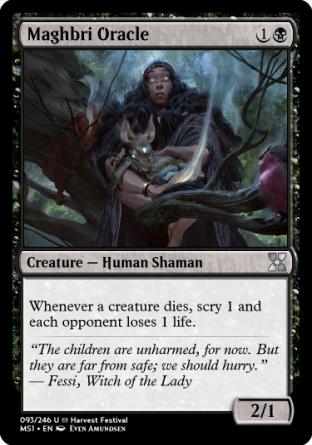 Maghbri Oracle 1
Creature — Human Shaman
Whenever a creature dies, scry 1 and
each opponent loses 1 life.
“The children are unharmed, for now. But
they are far from safe; we should hurry.”
— Fessi, Witch of the Lady
093/246 U Harvest Festival
MS1 • EN Even Amundsen
2/1